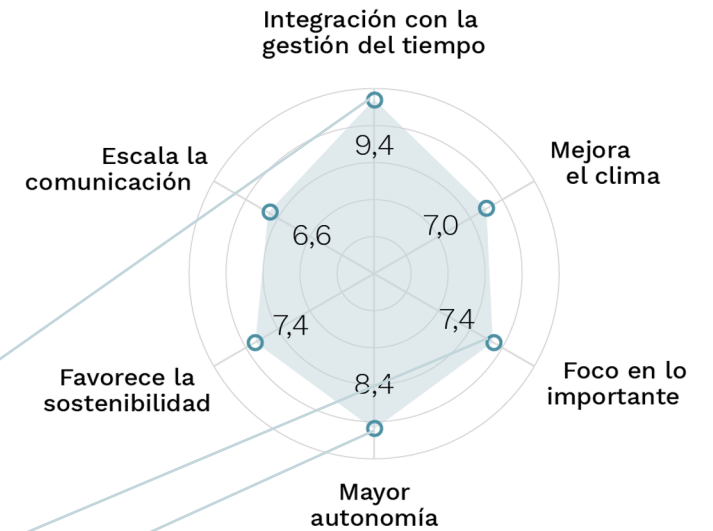 Integración con la
gestión del tiempo
9,4
Escala la
comunicación
6,6
Mejora
el clima
7,0
7,4
Favorece la
sostenibilidad
7,4
Foco en lo
importante
8,4
Mayor
autonomía